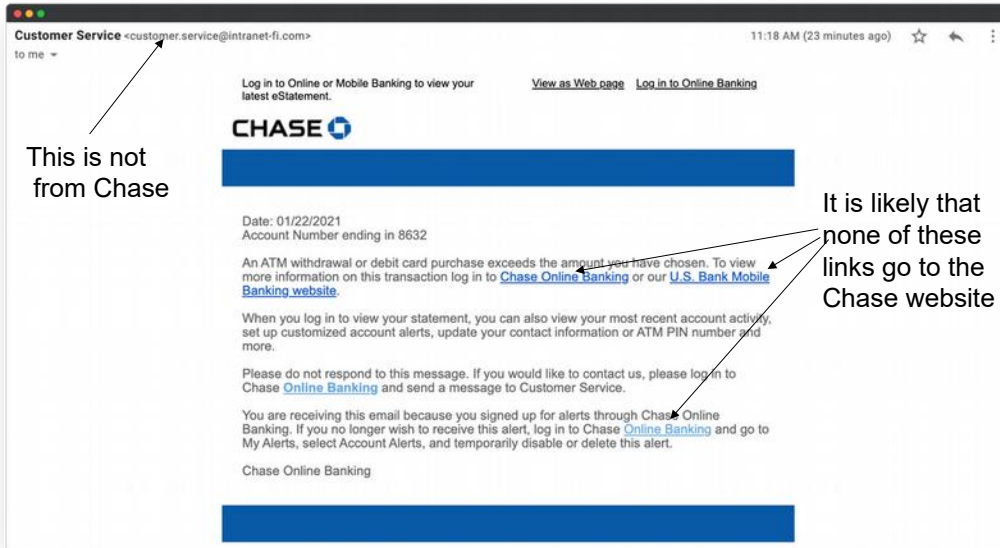 Customer Service <customer.service@intranet-fi.com>
11:18 AM (23 minutes ago)
to me
Log in to Online or Mobile Banking to view your
latest eStatement.
View as Web page Log in to Online Banking
CHASE
This is not
from Chase
Date: 01/22/2021
Account Number ending in 8632
An ATM withdrawal or debit card purchase exceeds the amount you have chosen. To view
more information on this transaction log in to Chase Online Banking or our U.S. Bank Mobile
Banking website.
When you log in to view your statement, you can also view your most recent account activity,
set up customized account alerts, update your contact information or ATM PIN number and
more.
Please do not respond to this message. If you would like to contact us, please log in to
Chase Online Banking and send a message to Customer Service.
You are receiving this email because you signed up for alerts through Chase Online
Banking. If you no longer wish to receive this alert, log in to Chase Online Banking and go to
My Alerts, select Account Alerts, and temporarily disable or delete this alert.
Chase Online Banking
It is likely that
none of these
links go to the
Chase website